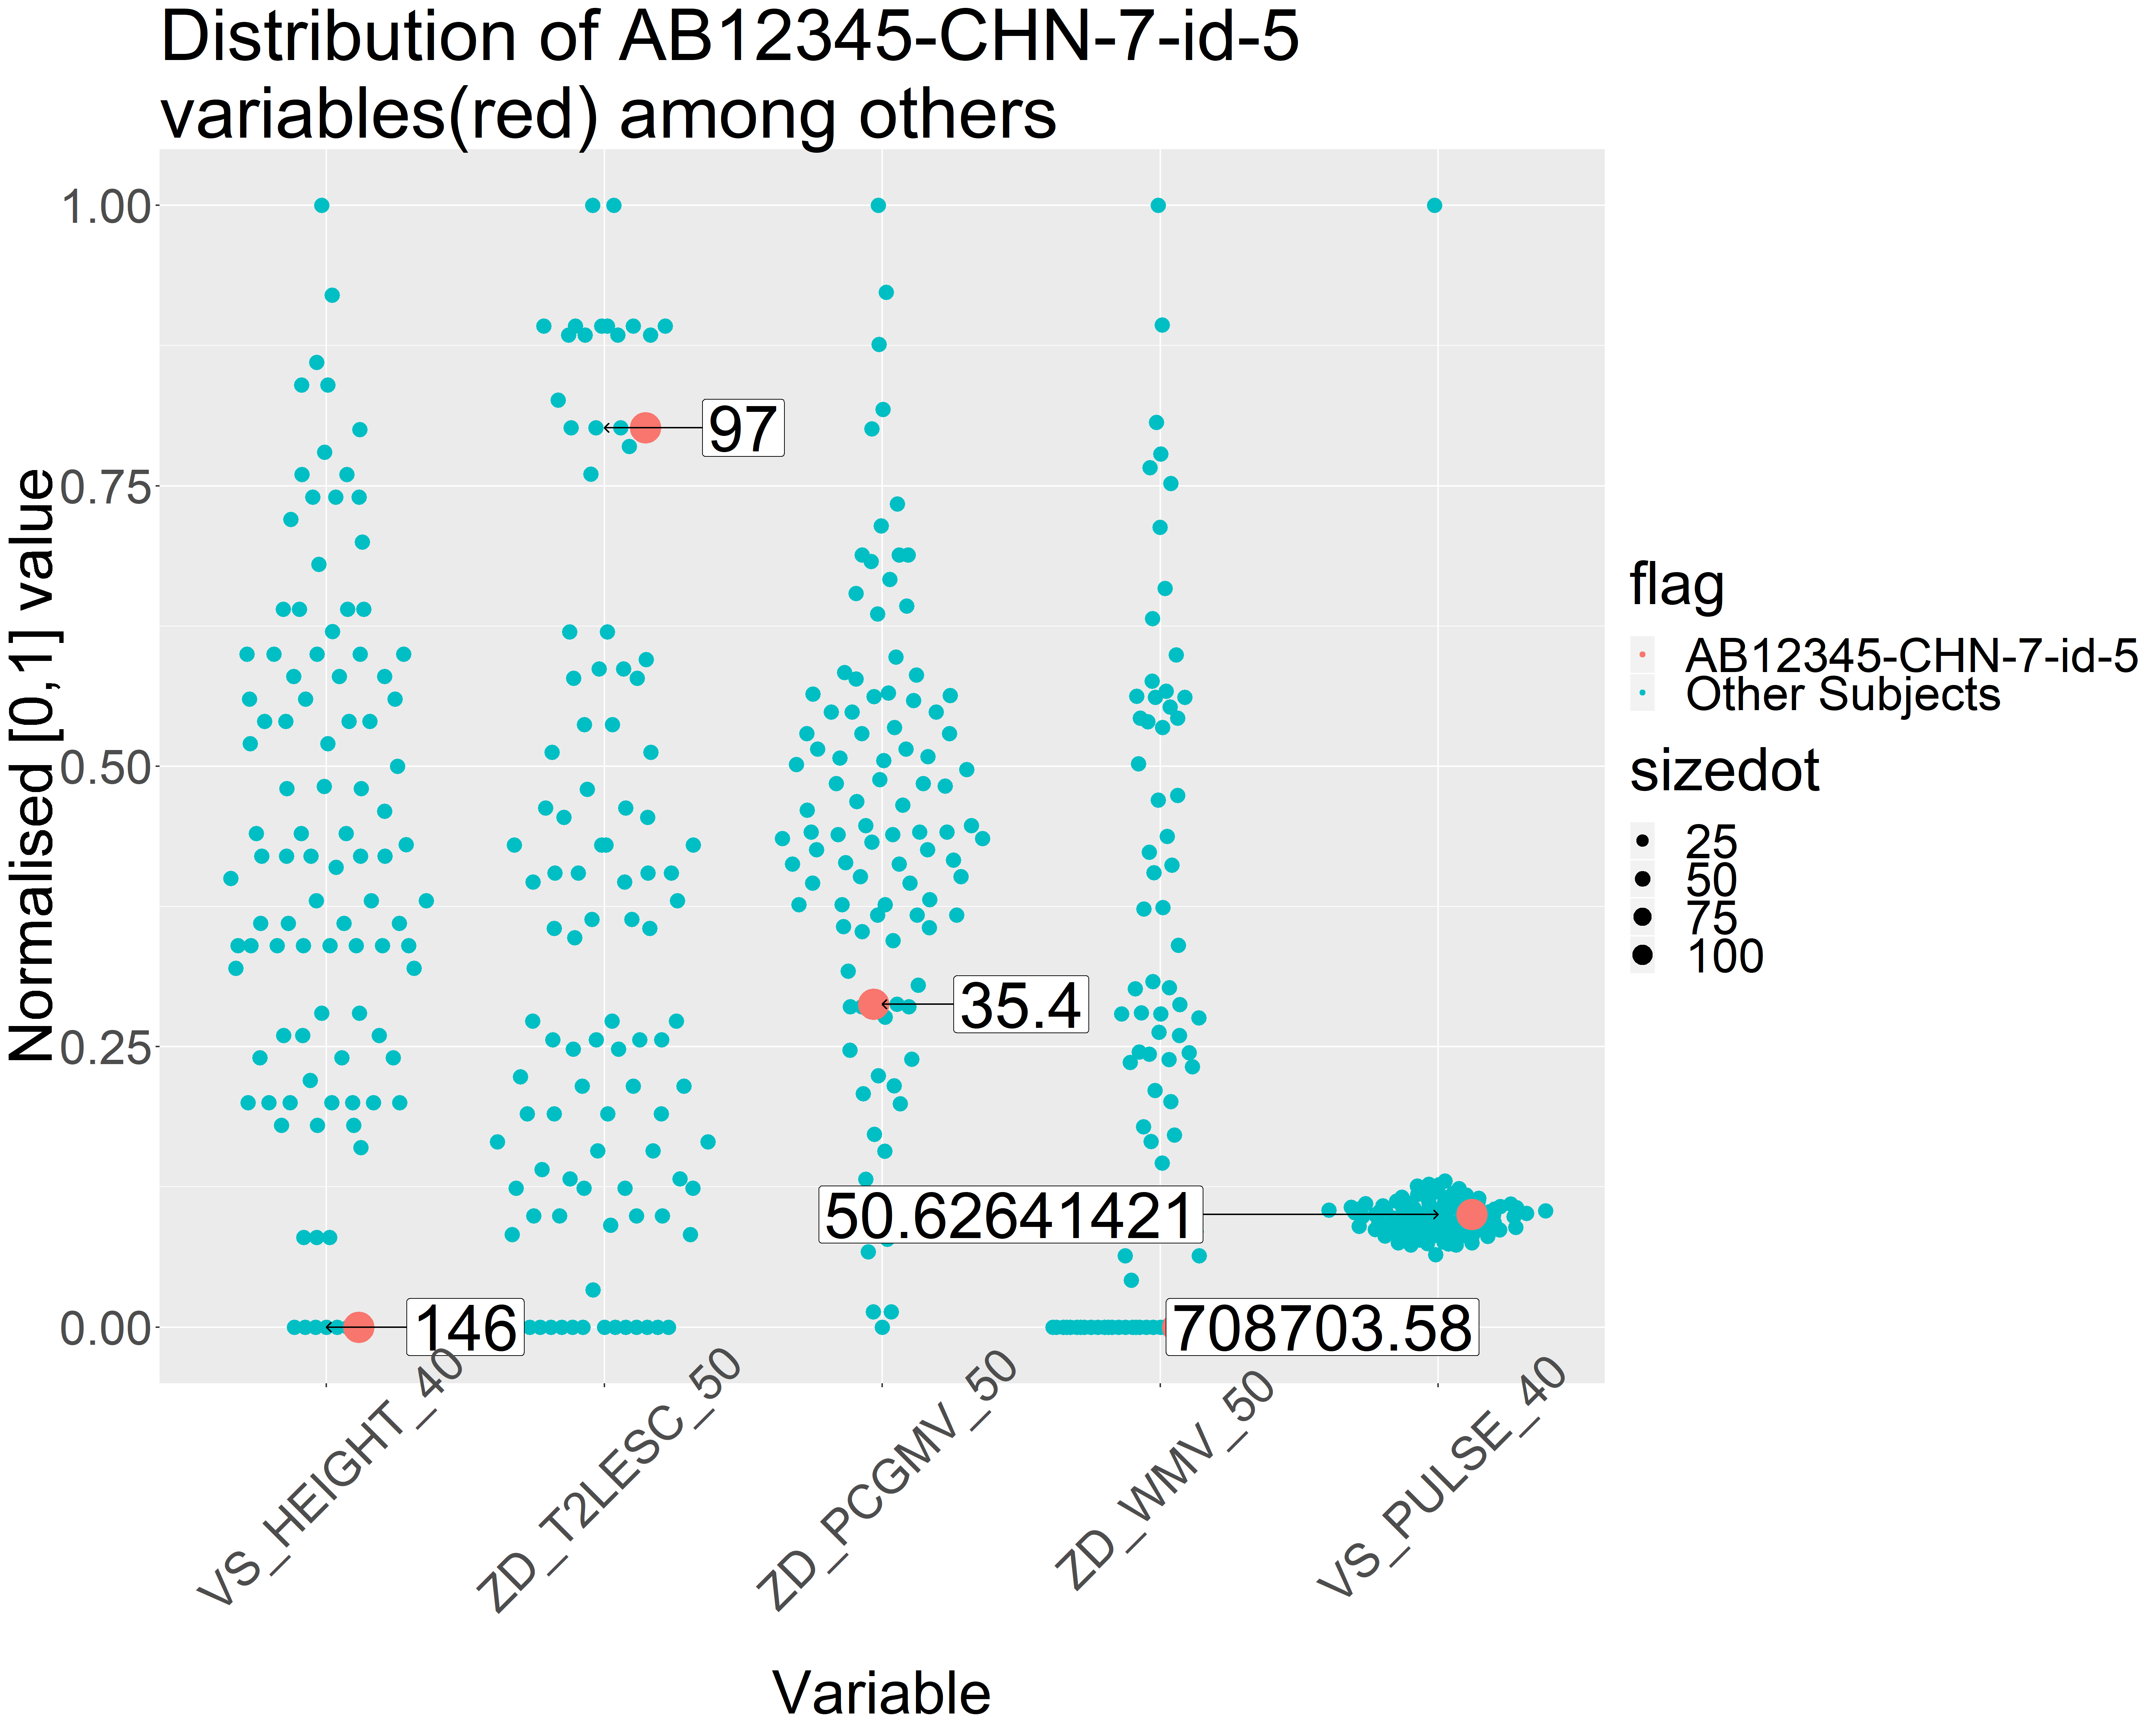 Distribution of AB12345-CHN-7-id-5
variables(red) among others
Normalised [0,1] value
1.00
0.75
0.50
0.25
0.00
97
35.4
50.62641421
146
708703.58
VS_HEIGHT_40
ZD_T2LESC_50
ZD_PCGMV_50
ZD_WMV_50
VS_PULSE_40
Variable
flag
AB12345-CHN-7-id-5
Other Subjects
sizedot
25
50
75
100